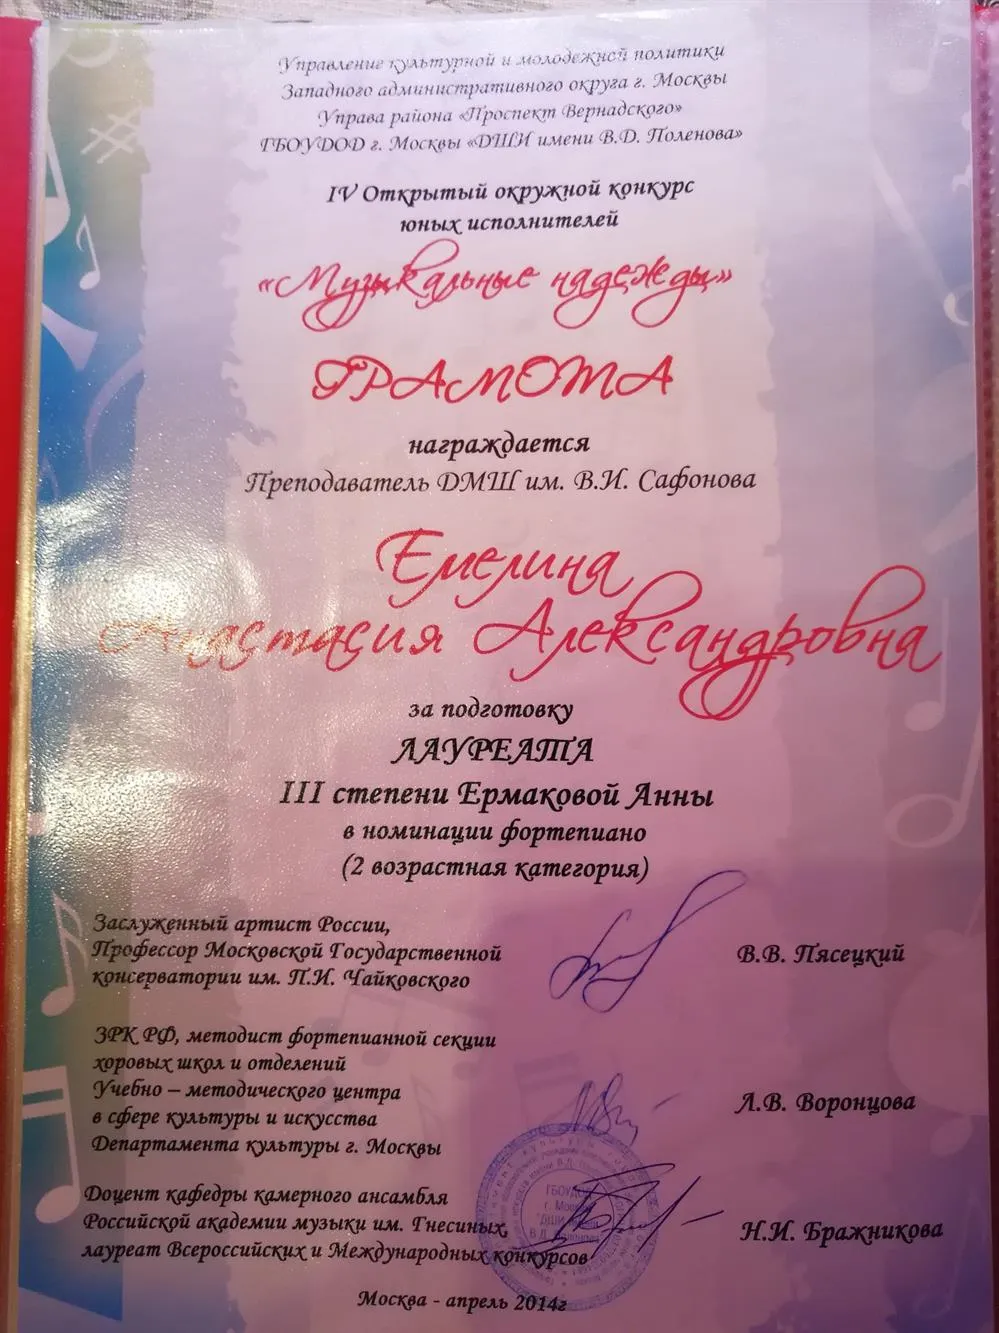 Управление культурной и молодежной политики
Западного административного округа г. Москвы
Управа района «Проспект Вернадского»
ГБОУДОД г. Москвы «ДШИ имени В.Д. Поленова»
IV Открытый окружной конкурс
юных исполнителей
«Музыкальные надежды»
ГРАМОТА
награждается
Преподаватель ДМШ им. В.И. Сафонова
Емелина
Анастасия Александровна
за подготовку
ЛАУРЕАТА
III степени Ермаковой Анны
в номинации фортепиано
(2 возрастная категория)
Заслуженный артист России,
Профессор Московской Государственной
консерватории им. П.И. Чайковского
В.В. Пясецкий
ЗРК РФ, методист фортепианной секции
хоровых школ и отделений
Учебно – методического центра
в сфере культуры и искусства
Департамента культуры г. Москвы
Л.В. Воронцова
Доцент кафедры камерного ансамбля
Российской академии музыки им. Гнесиных,
лауреат Всероссийских и Международных конкурсов
Н.И. Бражникова
ГБОУДОД
г. Москвы
Москва - апрель 2014г